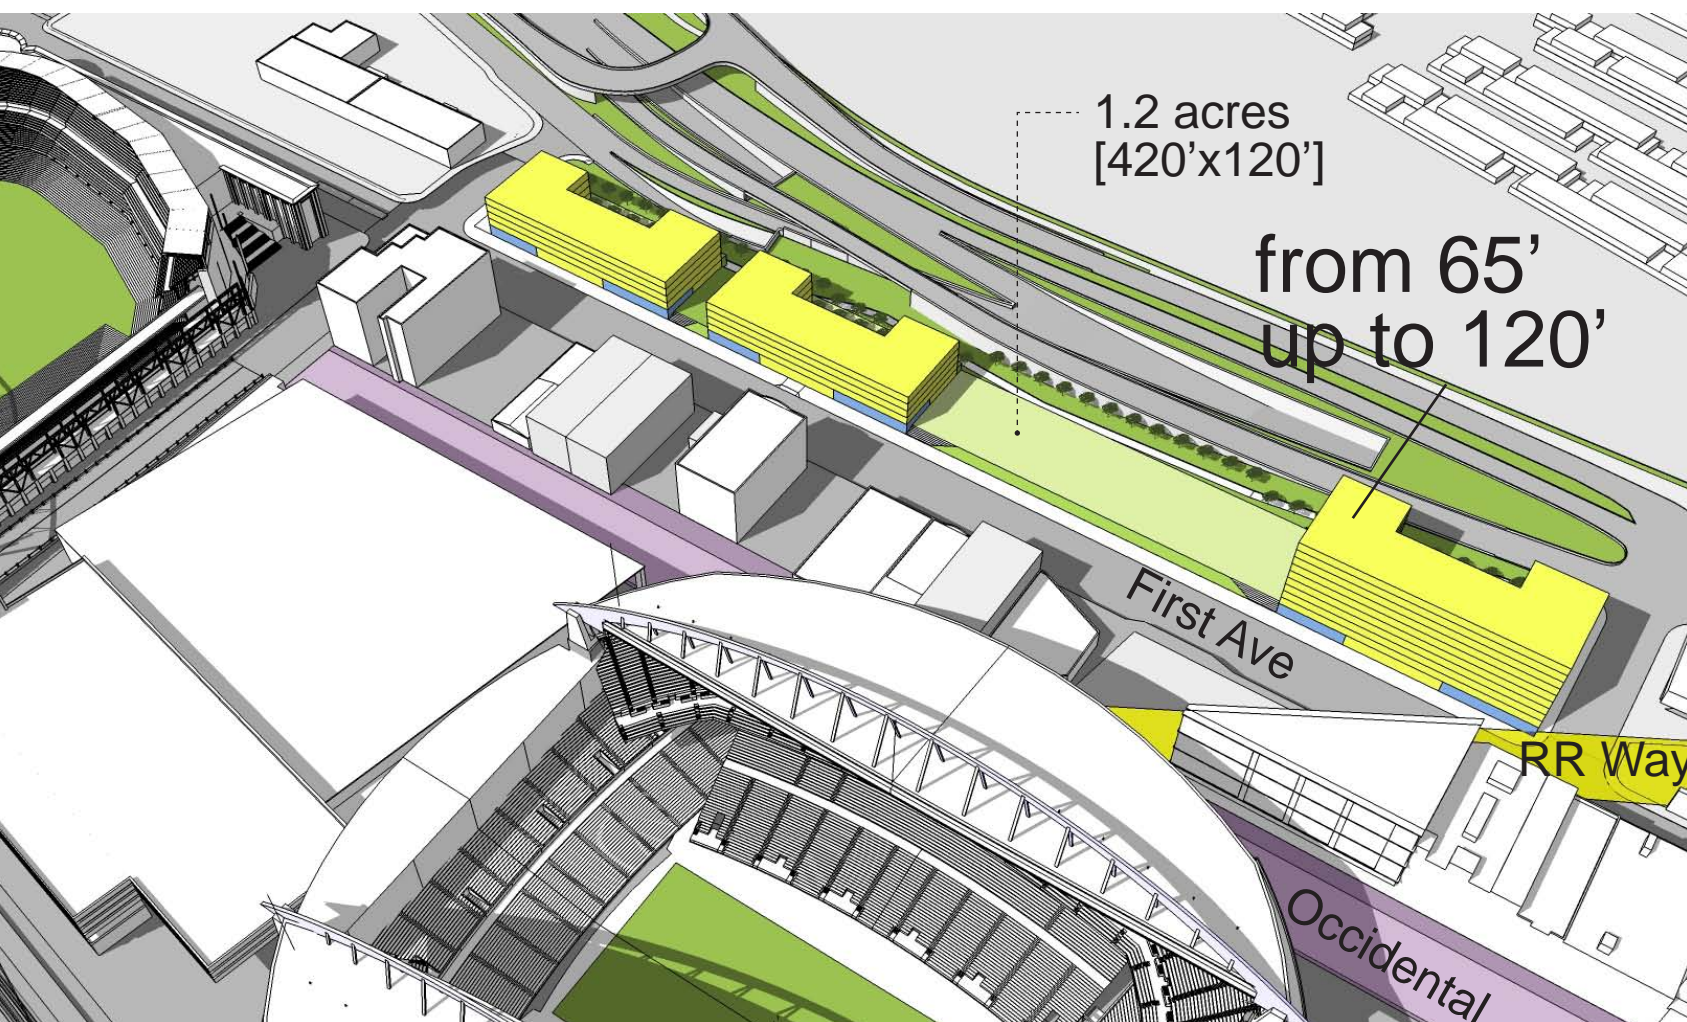 1.2 acres
[420’x120’]
from 65’
up to 120’
First Ave
RR Way
Occidental